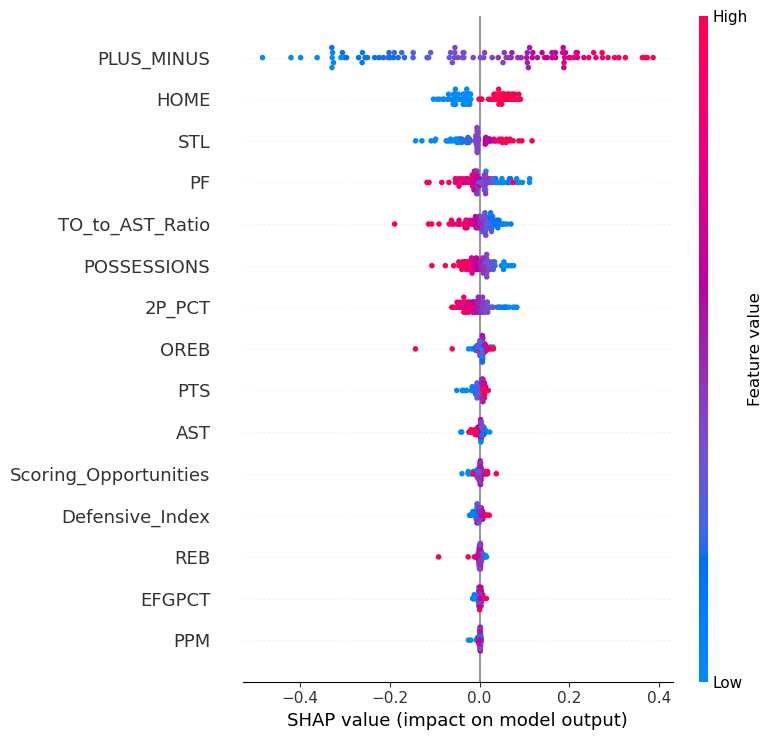 High
PLUS_MINUS
HOME
STL
PF
TO_to_AST_Ratio
POSSESSIONS
2P_PCT
OREB
PTS
AST
Scoring_Opportunities
Defensive_Index
REB
EFGPCT
PPM
Feature value
Low
−0.4 −0.2 0.0 0.2 0.4
SHAP value (impact on model output)